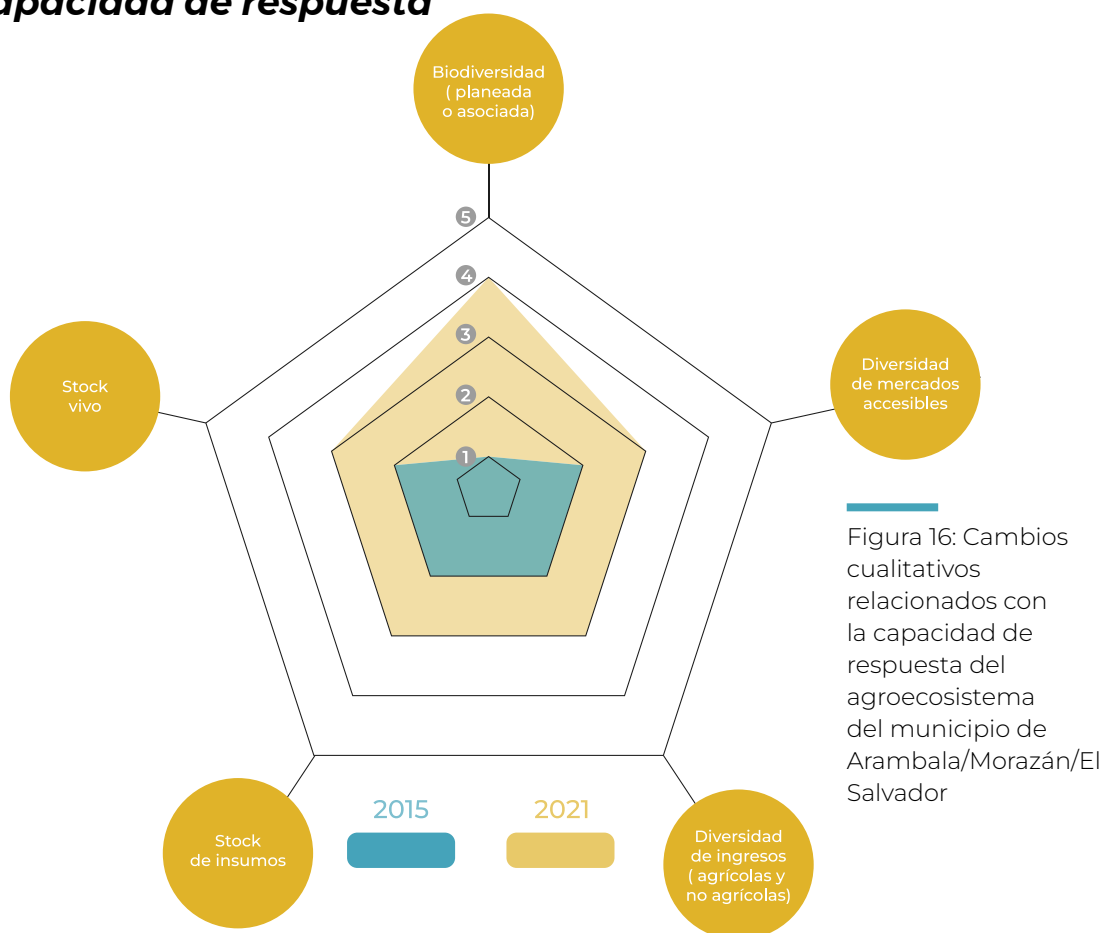 apacidad de respuesta
Biodiversidad
( planeada
o asociada)
5
4
3
2
1
Stock
vivo
Diversidad
de mercados
accesibles
Figura 16: Cambios
cualitativos
relacionados con
la capacidad de
respuesta del
agroecosistema
del municipio de
Arambala/Morazán/El
Salvador
2015
2021
Stock
de insumos
Diversidad
de ingresos
( agrícolas y
no agrícolas)